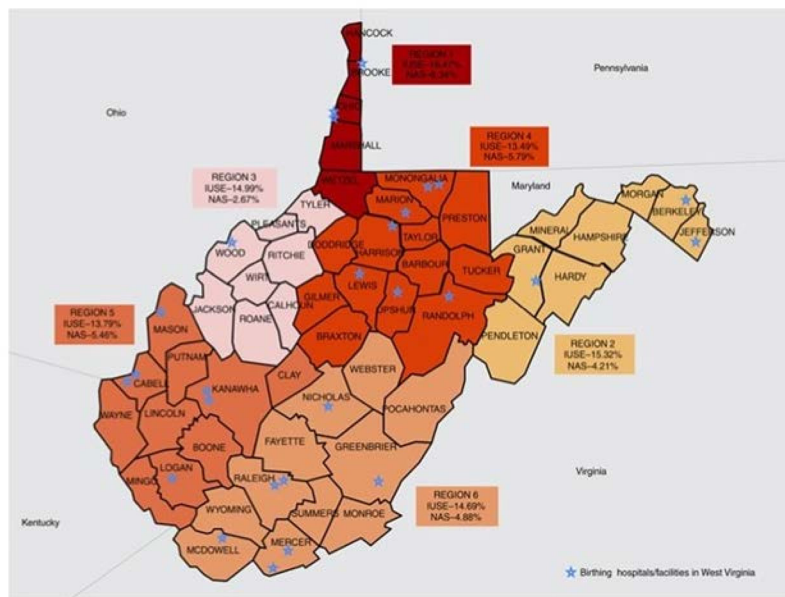 HANCOCK
REGION 1
BROOKE
Pennsylvania
Ohio
OHIO
MARSHALL
REGION 4
IUSE–13.49%
NAS–5.79%
REGION 3
IUSE–14.99%
NAS–2.67%
WETZEL
MONONGALIA
Maryland
MORGAN
BERKELEY
TYLER
MARION
PRESTON
MINERAL
JEFFERSON
PLEASANTS
TAYLOR
HAMPSHIRE
WOOD
DODDRIDGE
HARRISON
GRANT
RITCHIE
BARBOUR
TUCKER
HARDY
WIRT
LEWIS
REGION 5
IUSE–13.79%
NAS–5.46%
JACKSON
CALHOUN
GILMER
UPSHUR
RANDOLPH
ROANE
MASON
BRAXTON
PENDLETON
REGION 2
IUSE–15.32%
NAS–4.21%
PUTNAM
WEBSTER
CABELL
KANAWHA
CLAY
NICHOLAS
POCAHONTAS
WAYNE
LINCOLN
FAYETTE
BOONE
GREENBRIER
LOGAN
RALEIGH
Virginia
MINGO
REGION 6
IUSE–14.69%
NAS–4.88%
WYOMING
SUMMERS
MONROE
Kentucky
MERCER
MCDOWELL
Birthing hospitals/facilities in West Virginia